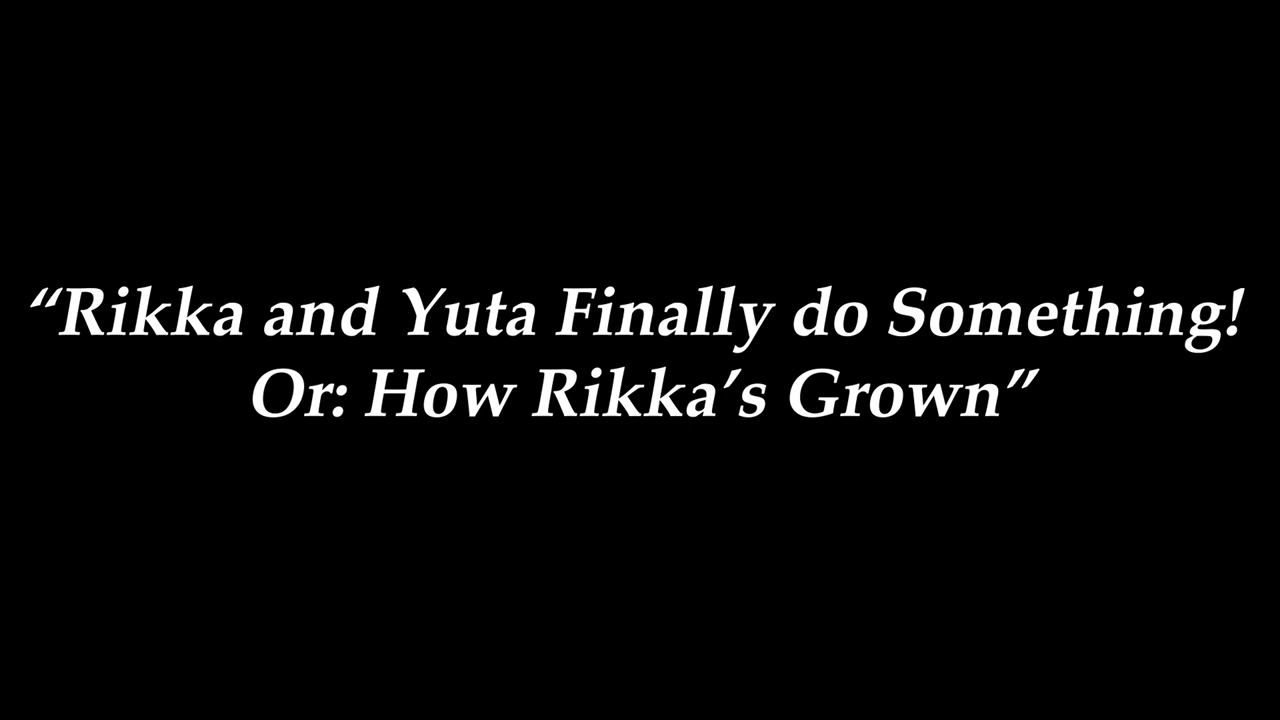 “Rikka and Yuta Finally do Something!
Or: How Rikka’s Grown”